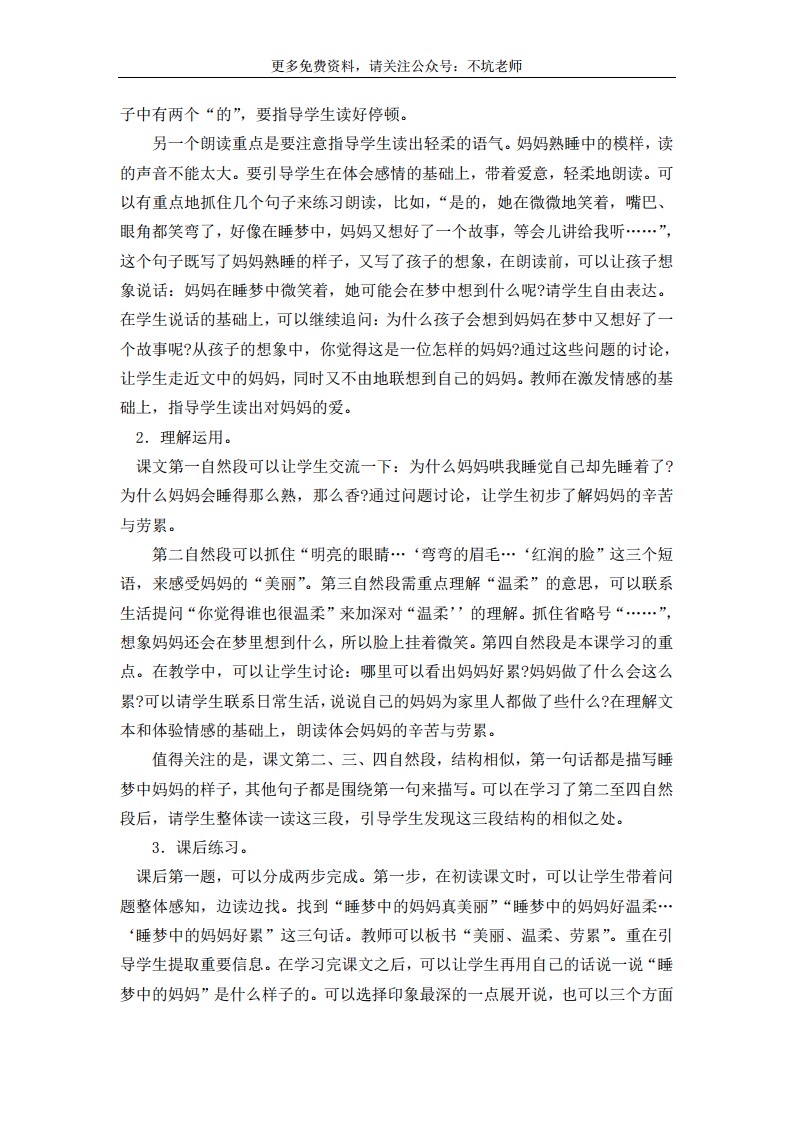 更多免费资料，请关注公众号：不坑老师
子中有两个“的”，要指导学生读好停顿。
另一个朗读重点是要注意指导学生读出轻柔的语气。妈妈熟睡中的模样，读
的声音不能太大。要引导学生在体会感情的基础上，带着爱意，轻柔地朗读。可
以有重点地抓住几个句子来练习朗读，比如，“是的，她在微微地笑着，嘴巴、
眼角都笑弯了，好像在睡梦中，妈妈又想好了一个故事，等会儿讲给我听……”，
这个句子既写了妈妈熟睡的样子，又写了孩子的想象，在朗读前，可以让孩子想
象说话：妈妈在睡梦中微笑着，她可能会在梦中想到什么呢?请学生自由表达。
在学生说话的基础上，可以继续追问：为什么孩子会想到妈妈在梦中又想好了一
个故事呢?从孩子的想象中，你觉得这是一位怎样的妈妈?通过这些问题的讨论，
让学生走近文中的妈妈，同时又不由地联想到自己的妈妈。教师在激发情感的基
础上，指导学生读出对妈妈的爱。
2．理解运用。
课文第一自然段可以让学生交流一下：为什么妈妈哄我睡觉自己却先睡着了?
为什么妈妈会睡得那么熟，那么香?通过问题讨论，让学生初步了解妈妈的辛苦
与劳累。
第二自然段可以抓住“明亮的眼睛…‘弯弯的眉毛…‘红润的脸”这三个短
语，来感受妈妈的“美丽”。第三自然段需重点理解“温柔”的意思，可以联系
生活提问“你觉得谁也很温柔”来加深对“温柔’’的理解。抓住省略号“……”，
想象妈妈还会在梦里想到什么，所以脸上挂着微笑。第四自然段是本课学习的重
点。在教学中，可以让学生讨论：哪里可以看出妈妈好累?妈妈做了什么会这么
累?可以请学生联系日常生活，说说自己的妈妈为家里人都做了些什么?在理解文
本和体验情感的基础上，朗读体会妈妈的辛苦与劳累。
值得关注的是，课文第二、三、四自然段，结构相似，第一句话都是描写睡
梦中妈妈的样子，其他句子都是围绕第一句来描写。可以在学习了第二至四自然
段后，请学生整体读一读这三段，引导学生发现这三段结构的相似之处。
3．课后练习。
课后第一题，可以分成两步完成。第一步，在初读课文时，可以让学生带着问
题整体感知，边读边找。找到“睡梦中的妈妈真美丽”“睡梦中的妈妈好温柔…
‘睡梦中的妈妈好累”这三句话。教师可以板书“美丽、温柔、劳累”。重在引
导学生提取重要信息。在学习完课文之后，可以让学生再用自己的话说一说“睡
梦中的妈妈”是什么样子的。可以选择印象最深的一点展开说，也可以三个方面